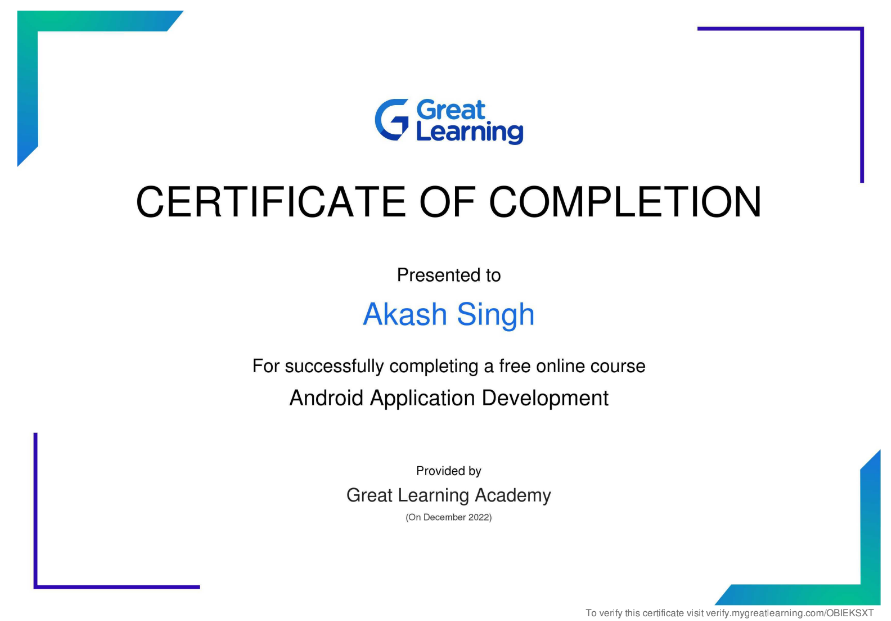 Great
Learning
CERTIFICATE OF COMPLETION
Presented to
Akash Singh
For successfully completing a free online course
Android Application Development
Provided by
Great Learning Academy
(On December 2022)
To verify this certificate visit verify.mygreatlearning.com/OBIEKSXT